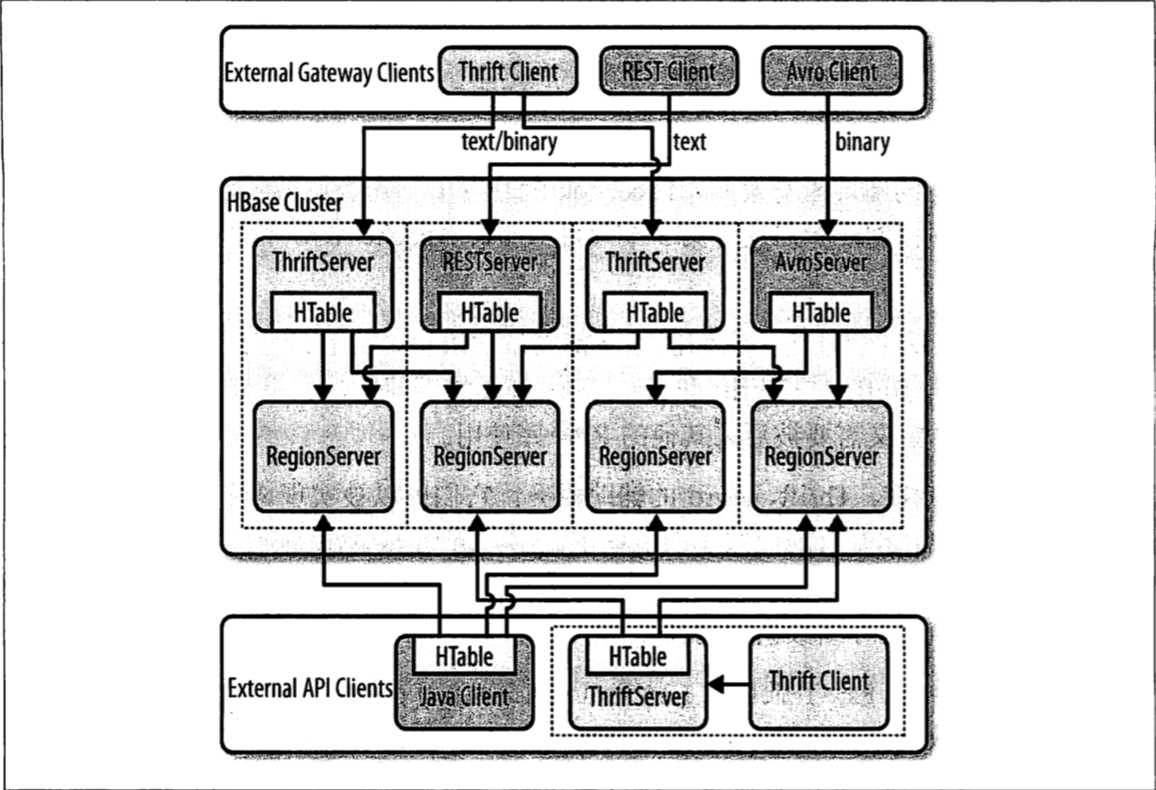 External Gateway Clients
Thrift Client
REST Client
Avro Client
text/binary
text
binary
HBase Cluster
ThriftServer
RESTServer
ThriftServer
AvroServer
HTable
HTable
HTable
HTable
RegionServer
RegionServer
RegionServer
RegionServer
External API Clients
HTable
Java Client
HTable
ThriftServer
Thrift Client